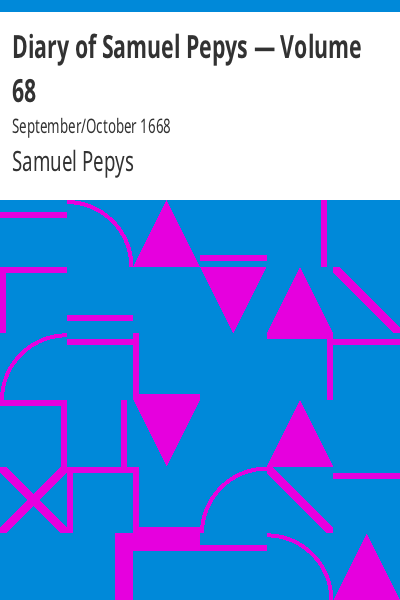 Diary of Samuel Pepys — Volume
68
September/October 1668
Samuel Pepys